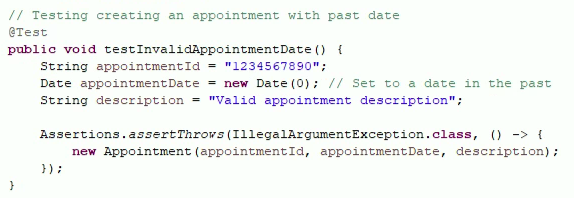 // Testing creating an appointment with past date
@Test
public void testInvalidAppointmentDate() {
    String appointmentId = "1234567890";
    Date appointmentDate = new Date(0); // Set to a date in the past
    String description = "Valid appointment description";

    Assertions.assertThrows(IllegalArgumentException.class, () -> {
        new Appointment(appointmentId, appointmentDate, description);
    });
}